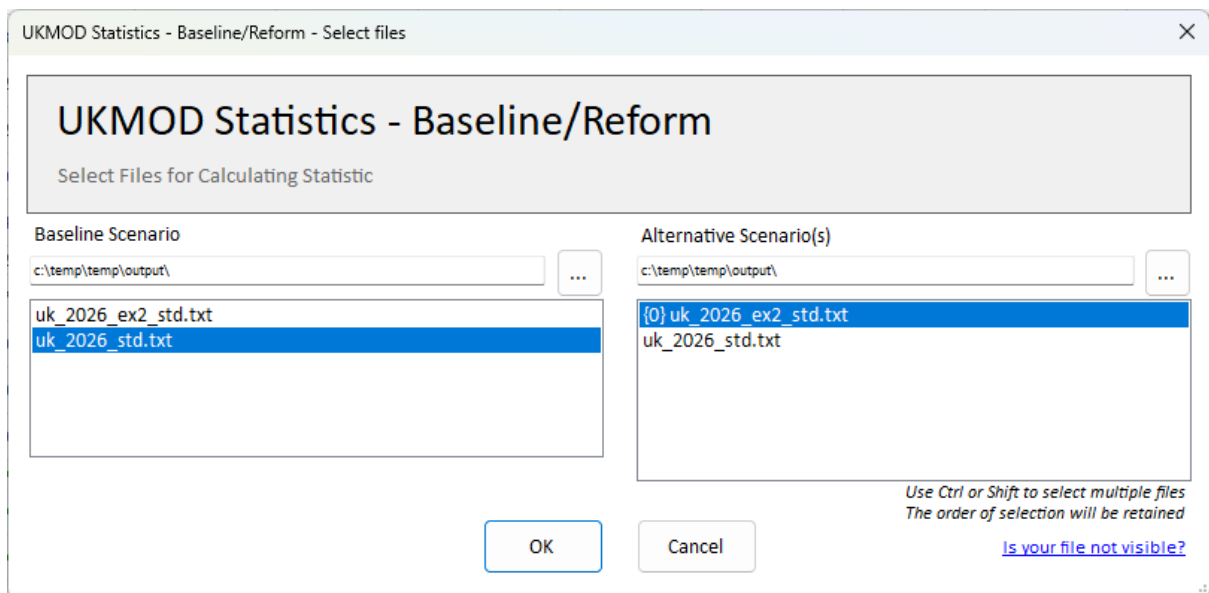 UKMOD Statistics - Baseline/Reform - Select files
UKMOD Statistics - Baseline/Reform
Select Files for Calculating Statistic
Baseline Scenario
c:\temp\temp\output\
...
uk_2026_ex2_std.txt
uk_2026_std.txt
Alternative Scenario(s)
c:\temp\temp\output\
...
{0} uk_2026_ex2_std.txt
uk_2026_std.txt
Use Ctrl or Shift to select multiple files
The order of selection will be retained
OK
Cancel
Is your file not visible?